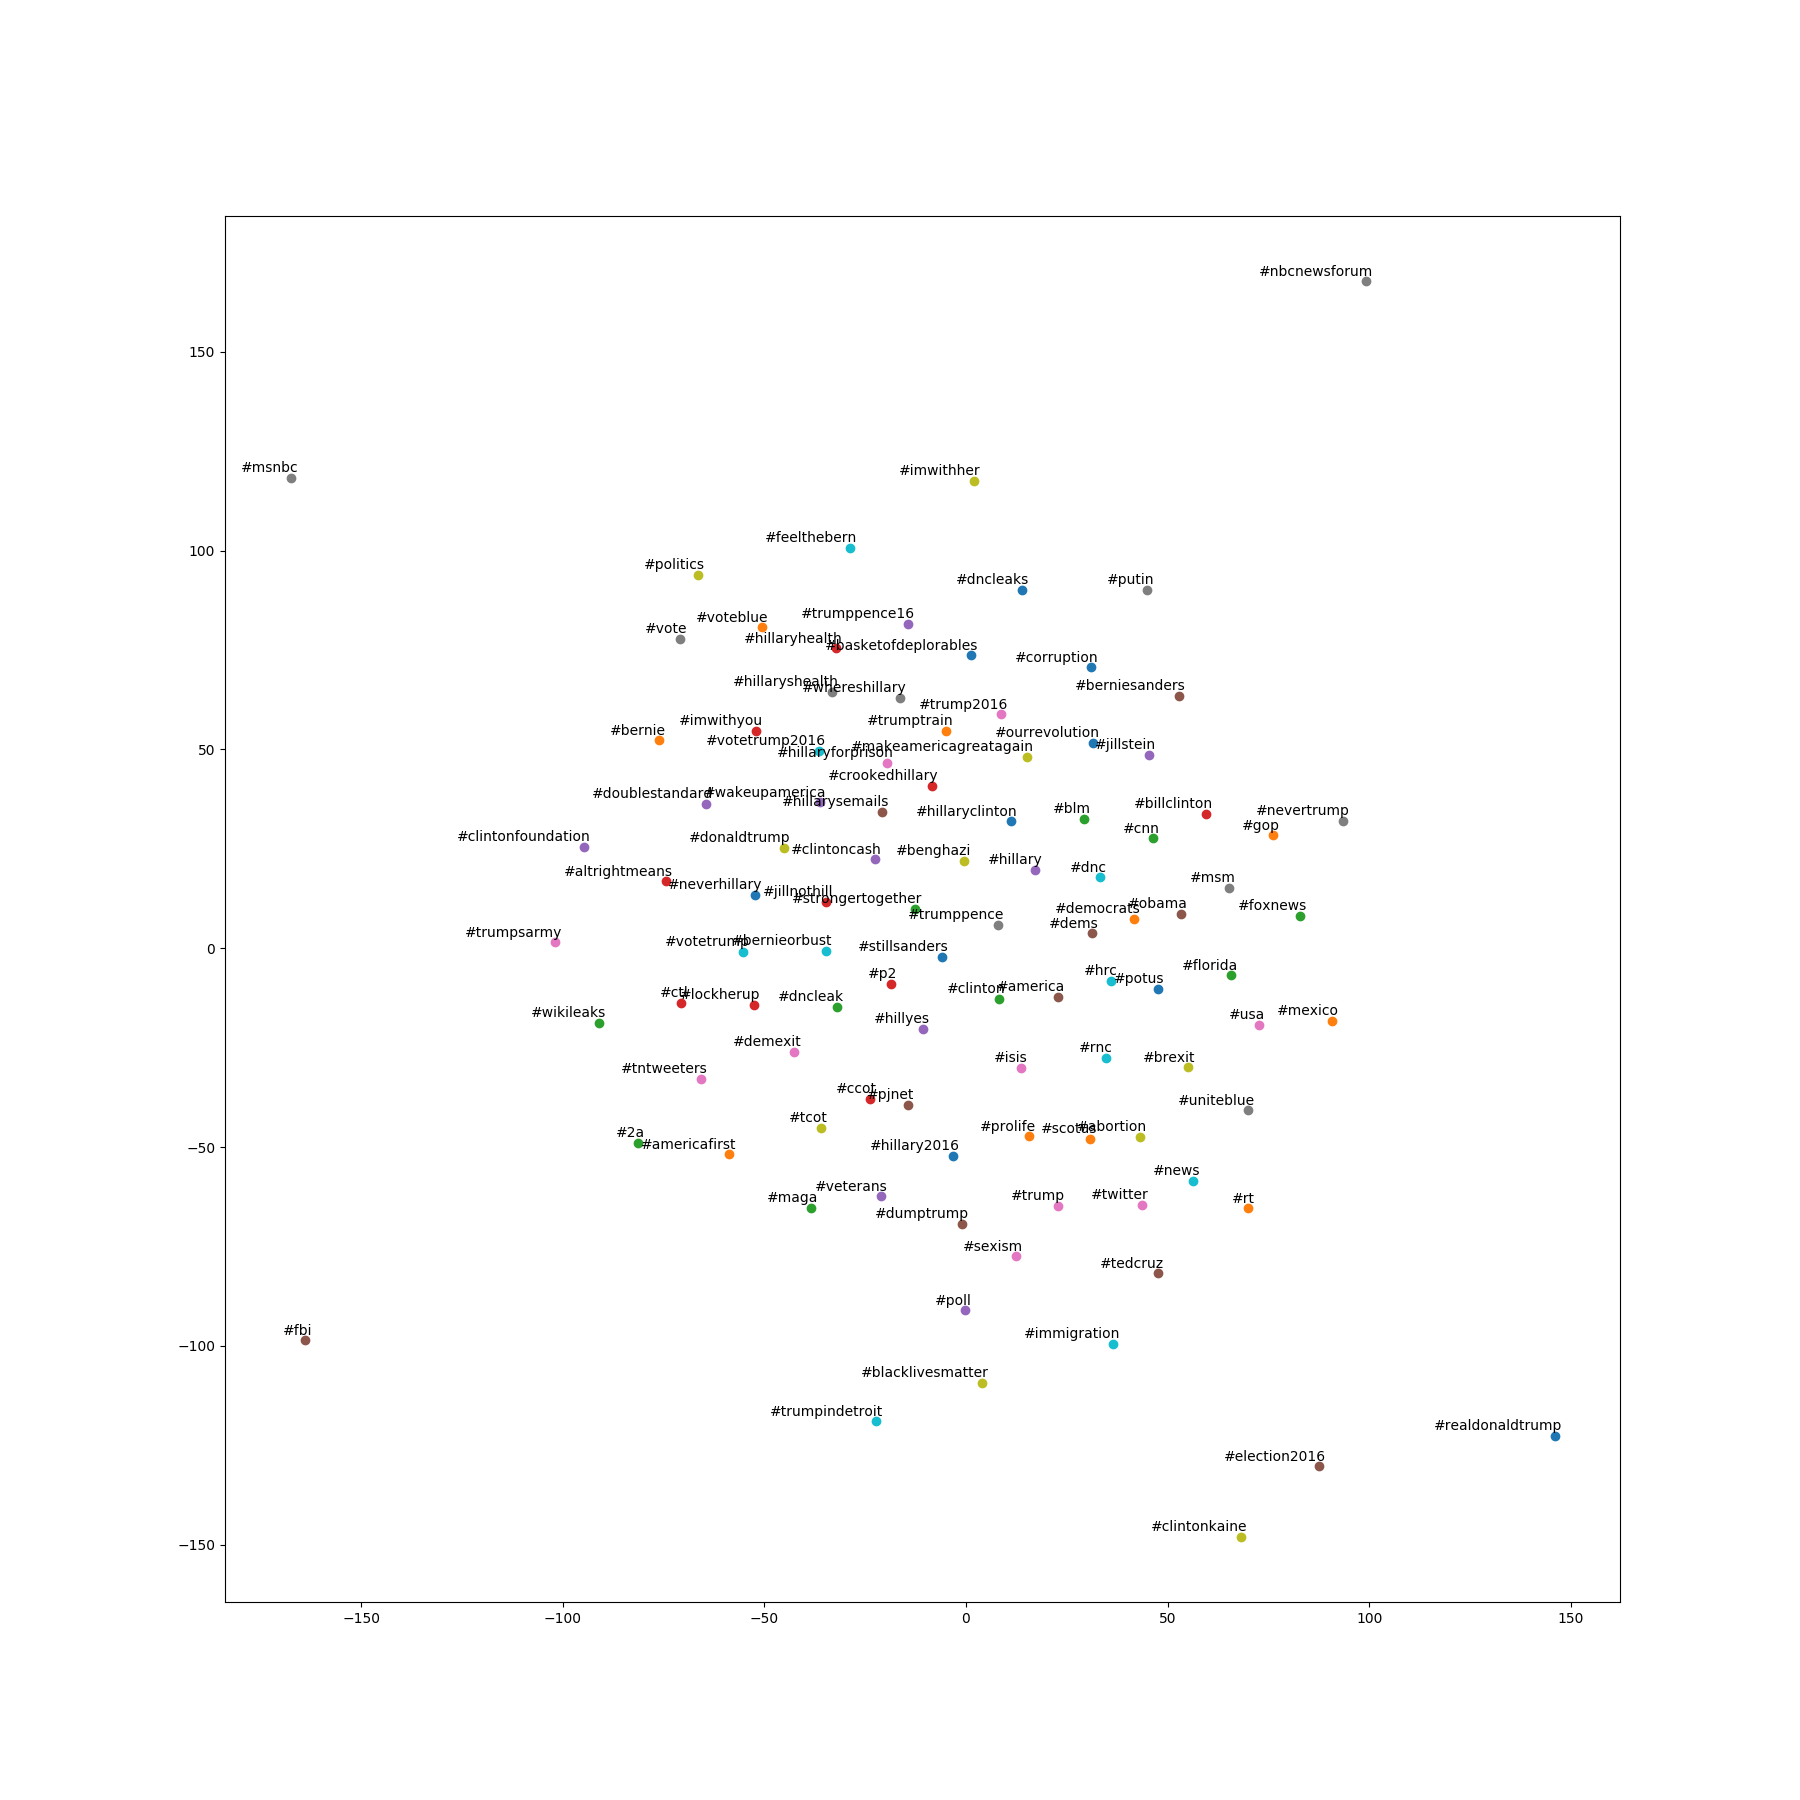 #nbcnewsforum
150
#msnbc
#imwithher
100
#feelthebern
#politics
#dncleaks
#putin
#trumppence16
#voteblue
#vote
#hillaryhealth
#basketofdeplorables
#corruption
#hillaryshealth
#whereshillary
#berniesanders
#trump2016
#imwithyou
#trumptrain
#bernie
#ourrevolution
50
#votetrump2016
#makeamericagreatagain
#jillstein
#hillaryforprison
#crookedhillary
#doublestandard
#wakeupamerica
#hillarysemails
#hillaryclinton
#blm
#billclinton
#nevertrump
#cnn
#gop
#clintonfoundation
#donaldtrump
#clintoncash
#benghazi
#hillary
#dnc
#altrightmeans
#msm
#neverhillary
#jillnothill
#strongertogether
#democrats
#obama
#foxnews
#trumppence
#dems
#trumpsarmy
0
#votetrump
#bernieorbust
#stillsanders
#p2
#hrc
#potus
#florida
#ctl
#lockherup
#dncleak
#clinton
#america
#wikileaks
#hillyes
#usa
#mexico
#demexit
#isis
#rnc
#brexit
#tntweeters
#ccot
#pjnet
#uniteblue
#tcot
#prolife
#scotus
#abortion
#2a
#americafirst
−50
#hillary2016
#news
#maga
#veterans
#trump
#twitter
#rt
#dumptrump
#sexism
#tedcruz
#poll
#fbi
−100
#immigration
#blacklivesmatter
#trumpindetroit
#realdonaldtrump
#election2016
#clintonkaine
−150
−150 −100 −50 0 50 100 150